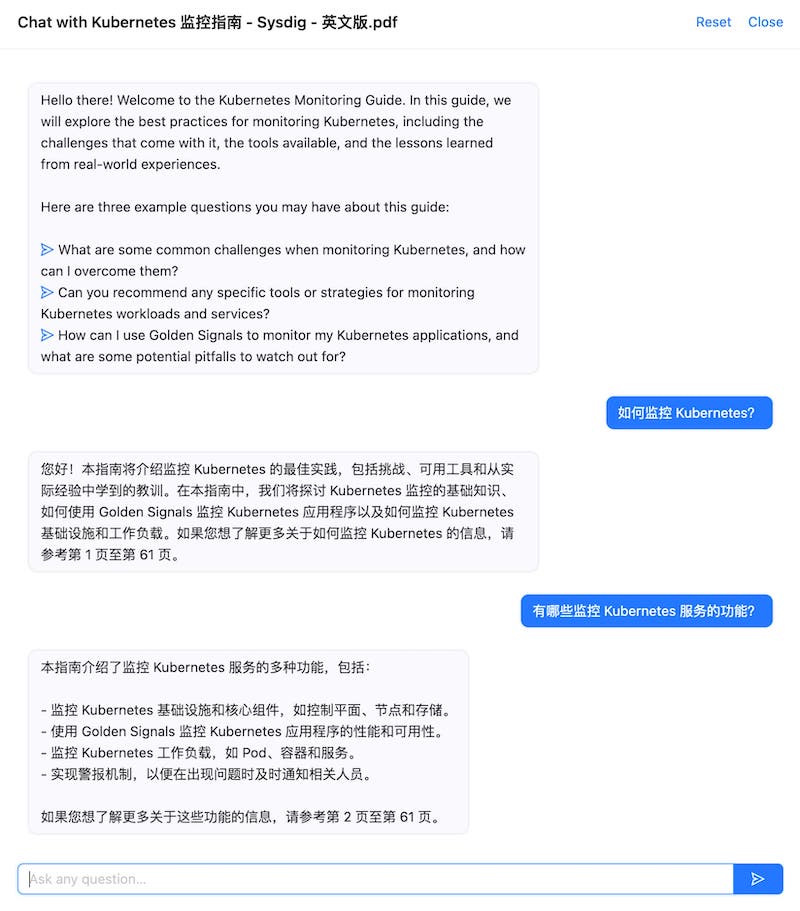 Chat with Kubernetes 监控指南 - Sysdig - 英文版.pdf
Reset
Close
Hello there! Welcome to the Kubernetes Monitoring Guide. In this guide, we
will explore the best practices for monitoring Kubernetes, including the
challenges that come with it, the tools available, and the lessons learned
from real-world experiences.
Here are three example questions you may have about this guide:
What are some common challenges when monitoring Kubernetes, and how
can I overcome them?
Can you recommend any specific tools or strategies for monitoring
Kubernetes workloads and services?
How can I use Golden Signals to monitor my Kubernetes applications, and
what are some potential pitfalls to watch out for?
如何监控 Kubernetes?
您好！本指南将介绍监控 Kubernetes 的最佳实践，包括挑战、可用工具和从实
际经验中学到的教训。在本指南中，我们将探讨 Kubernetes 监控的基础知识、
如何使用 Golden Signals 监控 Kubernetes 应用程序以及如何监控 Kubernetes
基础设施和工作负载。如果您想了解更多关于如何监控 Kubernetes 的信息，请
参考第 1 页至第 61 页。
有哪些监控 Kubernetes 服务的功能?
本指南介绍了监控 Kubernetes 服务的多种功能，包括：
- 监控 Kubernetes 基础设施和核心组件，如控制平面、节点和存储。
- 使用 Golden Signals 监控 Kubernetes 应用程序的性能和可用性。
- 监控 Kubernetes 工作负载，如 Pod、容器和服务。
- 实现警报机制，以便在出现问题时及时通知相关人员。
如果您想了解更多关于这些功能的信息，请参考第 2 页至第 61 页。
Ask any question...